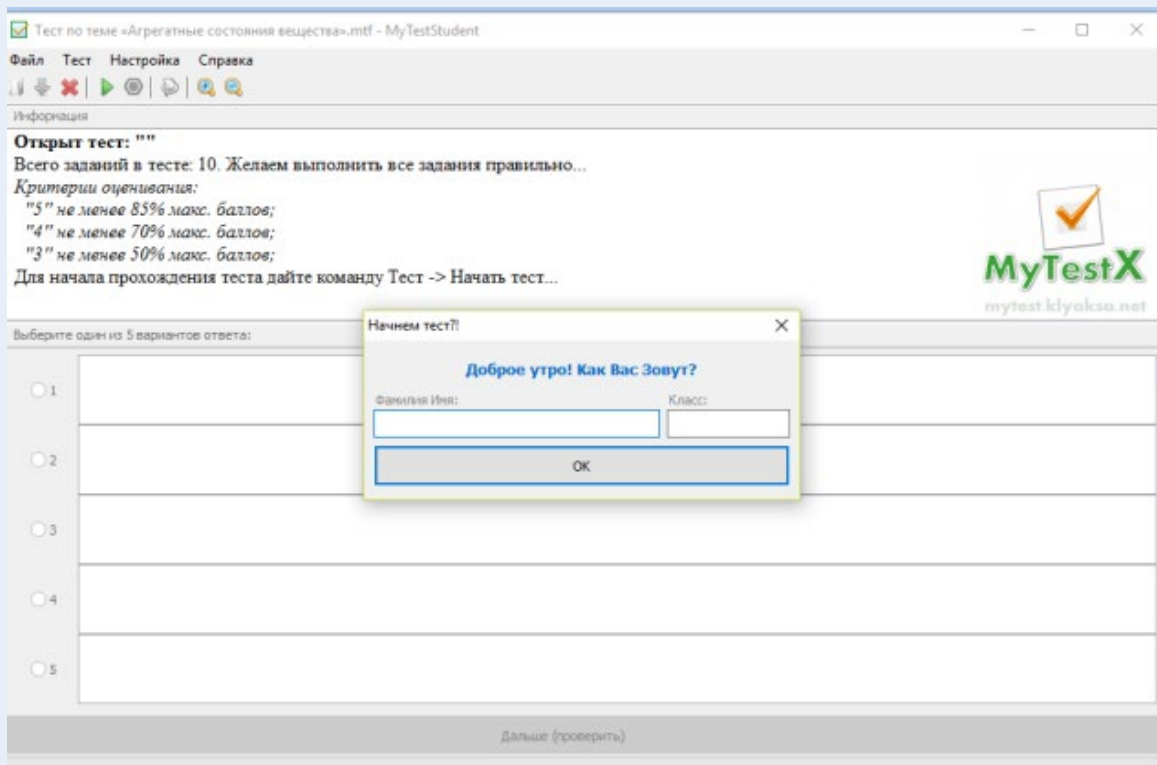 Тест по теме «Агрегатные состояния вещества».mtf - MyTestStudent
Файл Тест Настройка Справка
Информация
Открыт тест: ""
Всего заданий в тесте: 10. Желаем выполнить все задания правильно...
Критерии оценивания:
"5" не менее 85% макс. баллов;
"4" не менее 70% макс. баллов;
"3" не менее 50% макс. баллов;
Для начала прохождения теста дайте команду Тест -> Начать тест...
MyTestX
mytest.klyaksa.net
Выберите один из 5 вариантов ответа:
Начнем тест?!
Доброе утро! Как Вас Зовут?
Фамилия Имя: Класс:
OK
1
2
3
4
5
Дальше (проверить)